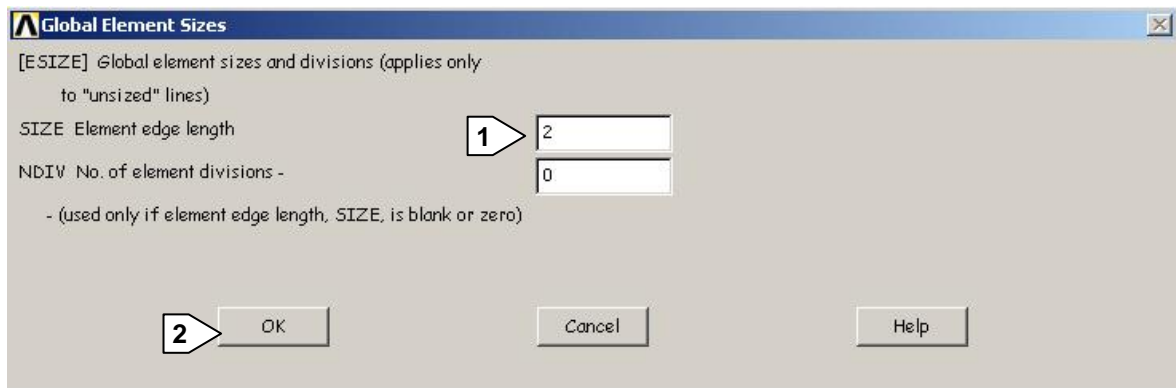 Global Element Sizes
[ESIZE] Global element sizes and divisions (applies only
to "unsized" lines)
SIZE Element edge length
1
2
NDIV No. of element divisions -
0
- (used only if element edge length, SIZE, is blank or zero)
2
OK
Cancel
Help